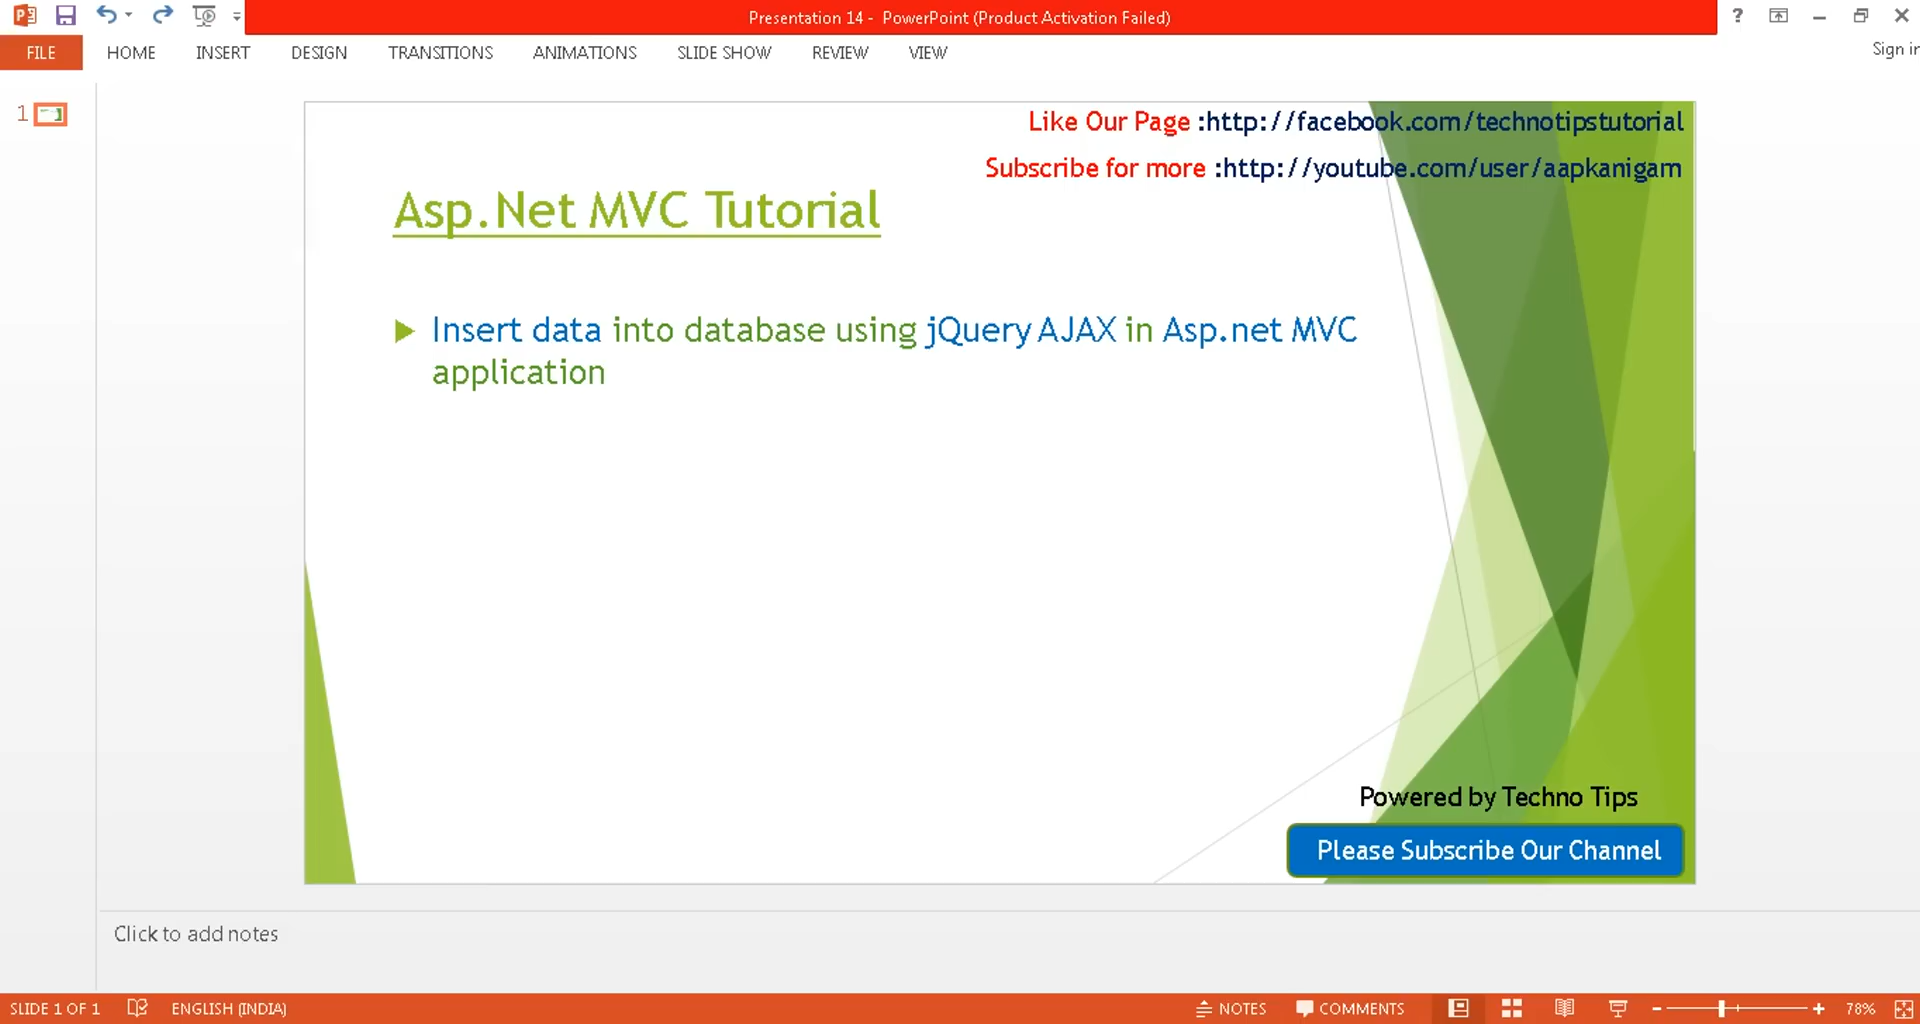 Presentation 14 - PowerPoint (Product Activation Failed)
?
FILE HOME INSERT DESIGN TRANSITIONS ANIMATIONS SLIDE SHOW REVIEW VIEW
Sign in
1
Like Our Page :http://facebook.com/technotipstutorial
Subscribe for more :http://youtube.com/user/aapkanigam
Asp.Net MVC Tutorial
Insert data into database using jQuery AJAX in Asp.net MVC
application
Powered by Techno Tips
Please Subscribe Our Channel
Click to add notes
SLIDE 1 OF 1 ENGLISH (INDIA) NOTES COMMENTS 78%